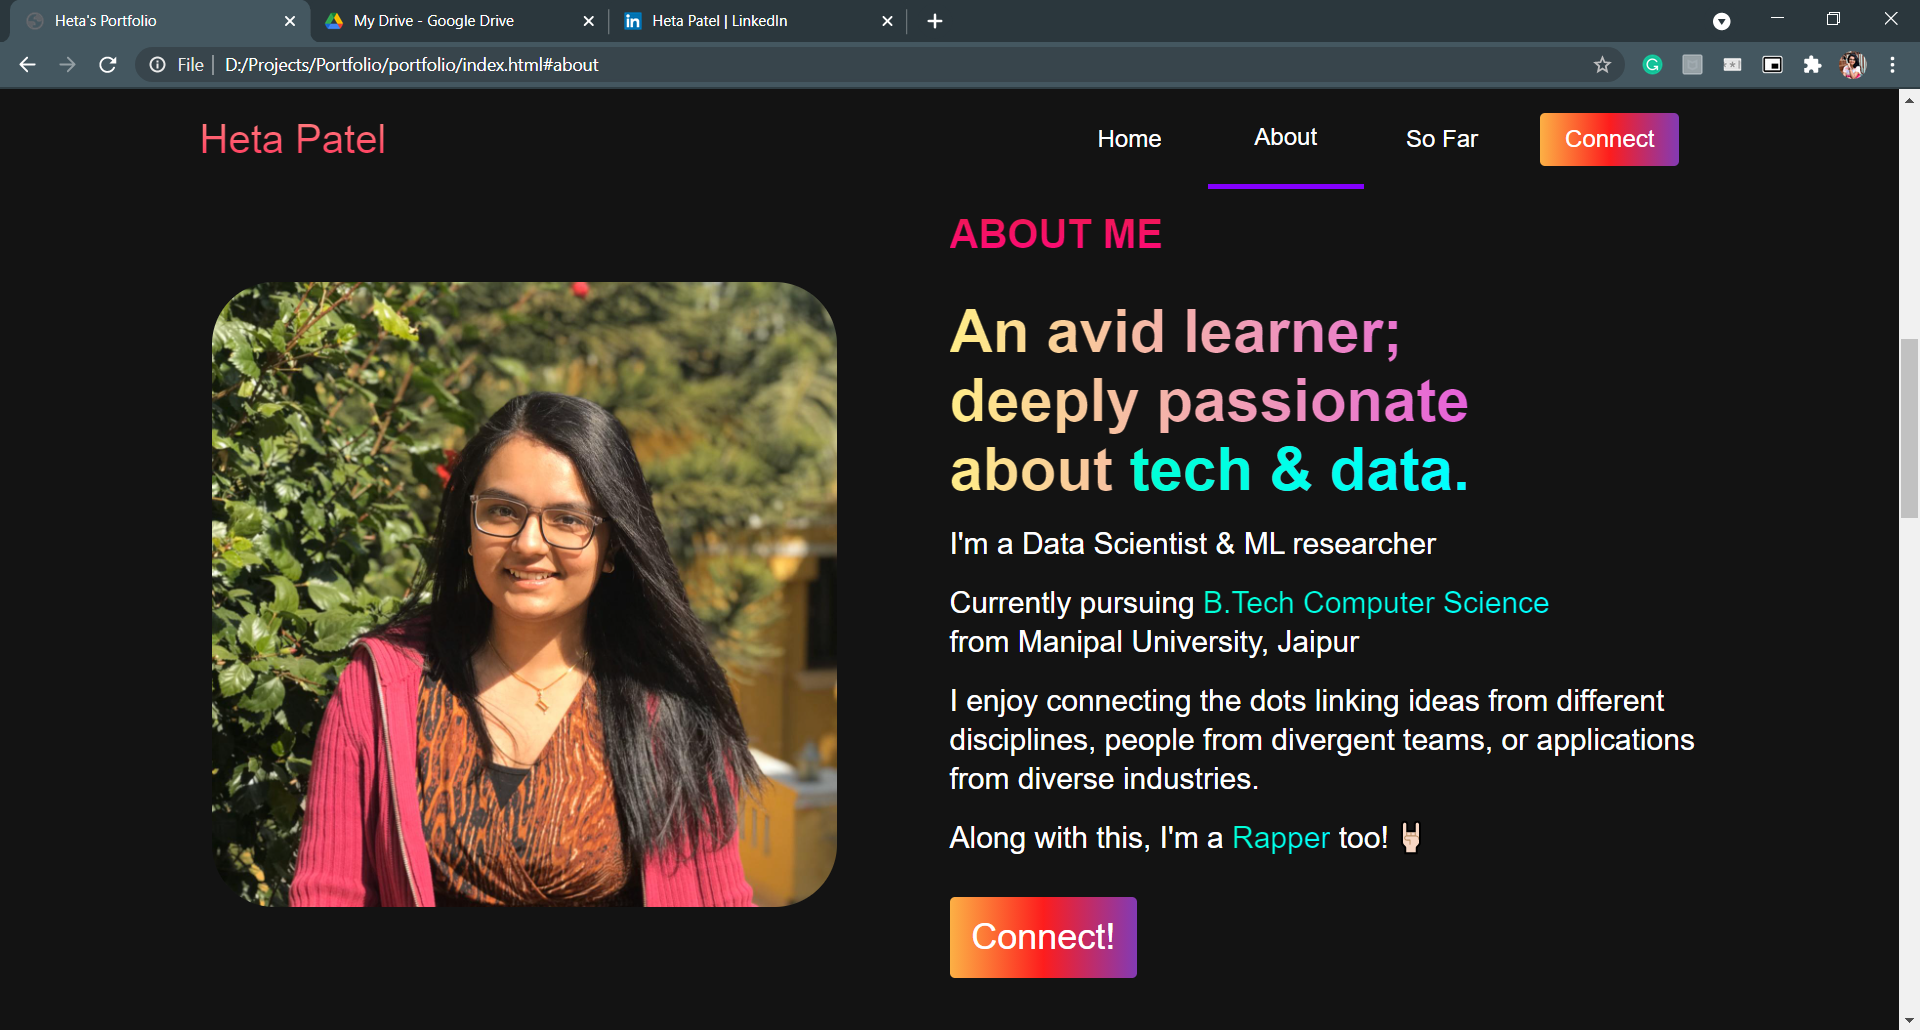 Heta's Portfolio
My Drive - Google Drive
in Heta Patel | LinkedIn
File
D:/Projects/Portfolio/portfolio/index.html#about
Heta Patel
Home
About
So Far
Connect
ABOUT ME
An avid learner;
deeply passionate
about tech & data.
I'm a Data Scientist & ML researcher
Currently pursuing B.Tech Computer Science
from Manipal University, Jaipur
I enjoy connecting the dots linking ideas from different
disciplines, people from divergent teams, or applications
from diverse industries.
Along with this, I'm a Rapper too! 🤘🏻
Connect!